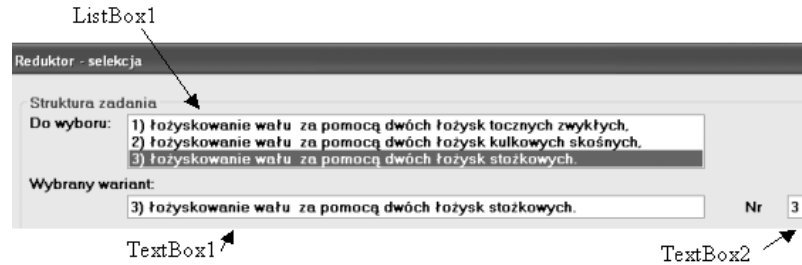 ListBox1
Reduktor - selekcja
Struktura zadania
Do wyboru: 1) łożyskowanie wału za pomocą dwóch łożysk tocznych zwykłych,
2) łożyskowanie wału za pomocą dwóch łożysk kulkowych skośnych,
3) łożyskowanie wału za pomocą dwóch łożysk stożkowych.
Wybrany wariant:
3) łożyskowanie wału za pomocą dwóch łożysk stożkowych. Nr 3
TextBox1 TextBox2